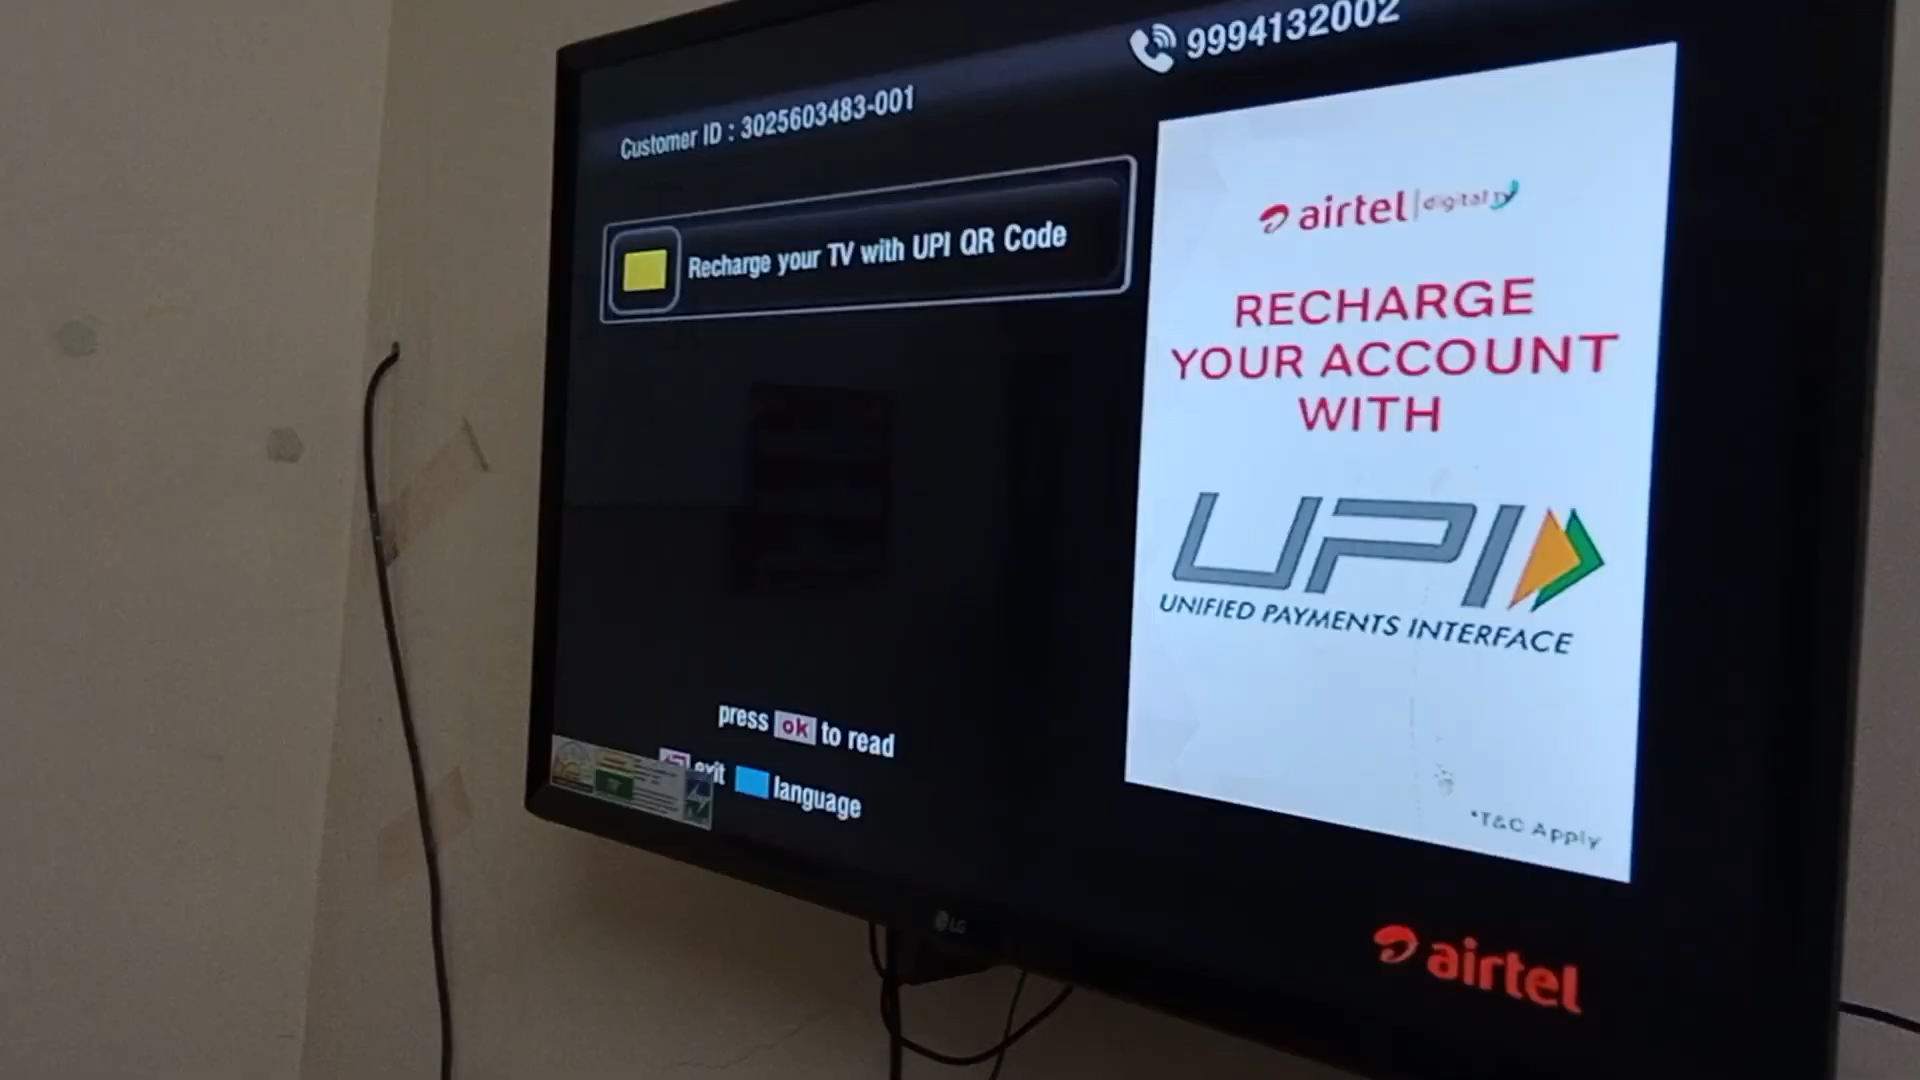 9994132002
Customer ID : 3025603483-001
Recharge your TV with UPI QR Code
airtel digital tv
RECHARGE
YOUR ACCOUNT
WITH
UPI
UNIFIED PAYMENTS INTERFACE
press ok to read
exit language
*T&C Apply
LG
airtel